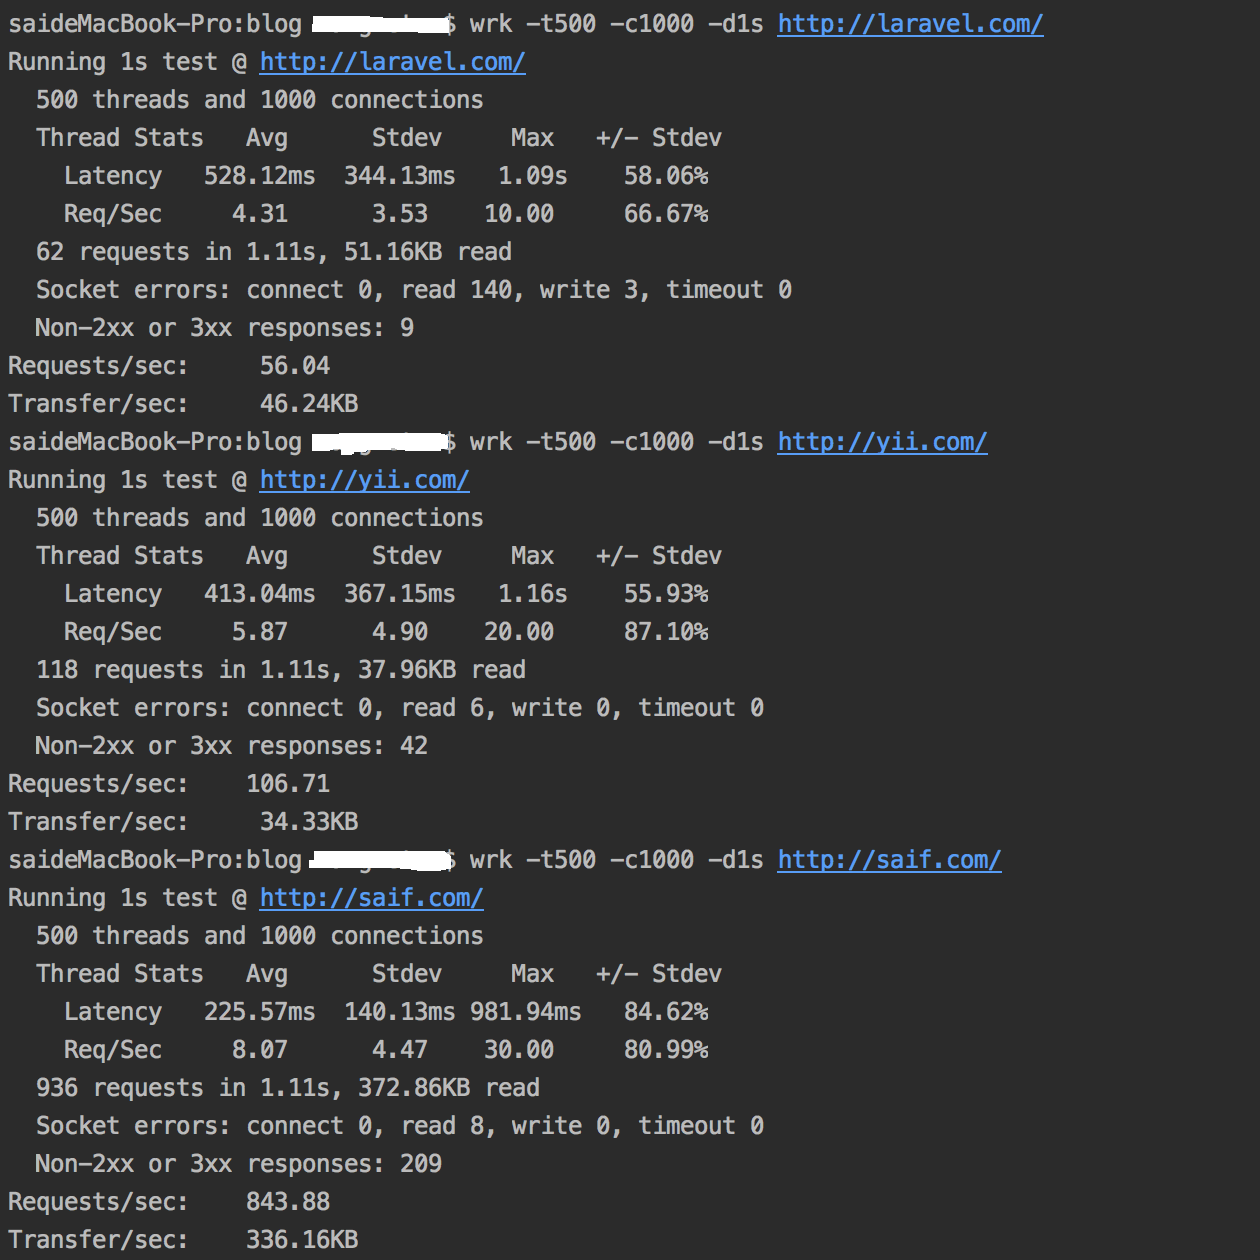 saideMacBook-Pro:blog $ wrk -t500 -c1000 -d1s http://laravel.com/
Running 1s test @ http://laravel.com/
500 threads and 1000 connections
Thread Stats Avg Stdev Max +/- Stdev
Latency 528.12ms 344.13ms 1.09s 58.06%
Req/Sec 4.31 3.53 10.00 66.67%
62 requests in 1.11s, 51.16KB read
Socket errors: connect 0, read 140, write 3, timeout 0
Non-2xx or 3xx responses: 9
Requests/sec: 56.04
Transfer/sec: 46.24KB
saideMacBook-Pro:blog $ wrk -t500 -c1000 -d1s http://yii.com/
Running 1s test @ http://yii.com/
500 threads and 1000 connections
Thread Stats Avg Stdev Max +/- Stdev
Latency 413.04ms 367.15ms 1.16s 55.93%
Req/Sec 5.87 4.90 20.00 87.10%
118 requests in 1.11s, 37.96KB read
Socket errors: connect 0, read 6, write 0, timeout 0
Non-2xx or 3xx responses: 42
Requests/sec: 106.71
Transfer/sec: 34.33KB
saideMacBook-Pro:blog $ wrk -t500 -c1000 -d1s http://saif.com/
Running 1s test @ http://saif.com/
500 threads and 1000 connections
Thread Stats Avg Stdev Max +/- Stdev
Latency 225.57ms 140.13ms 981.94ms 84.62%
Req/Sec 8.07 4.47 30.00 80.99%
936 requests in 1.11s, 372.86KB read
Socket errors: connect 0, read 8, write 0, timeout 0
Non-2xx or 3xx responses: 209
Requests/sec: 843.88
Transfer/sec: 336.16KB